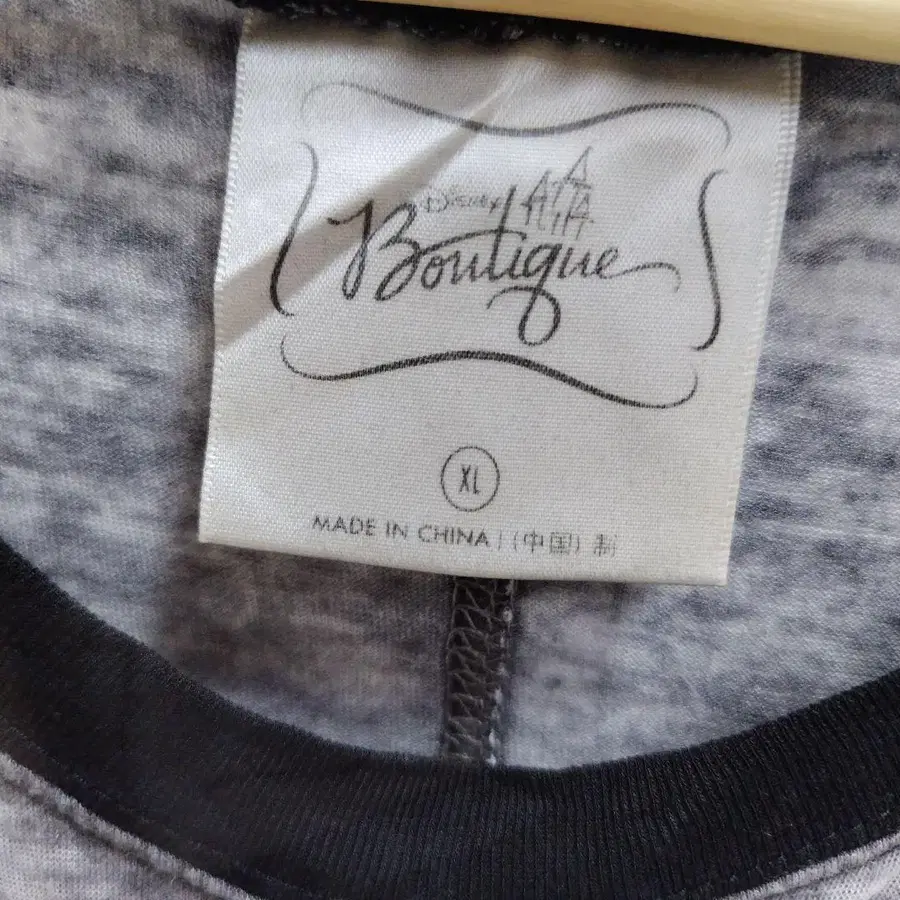 Disney
Boutique
XL
MADE IN CHINA | (中国) 制